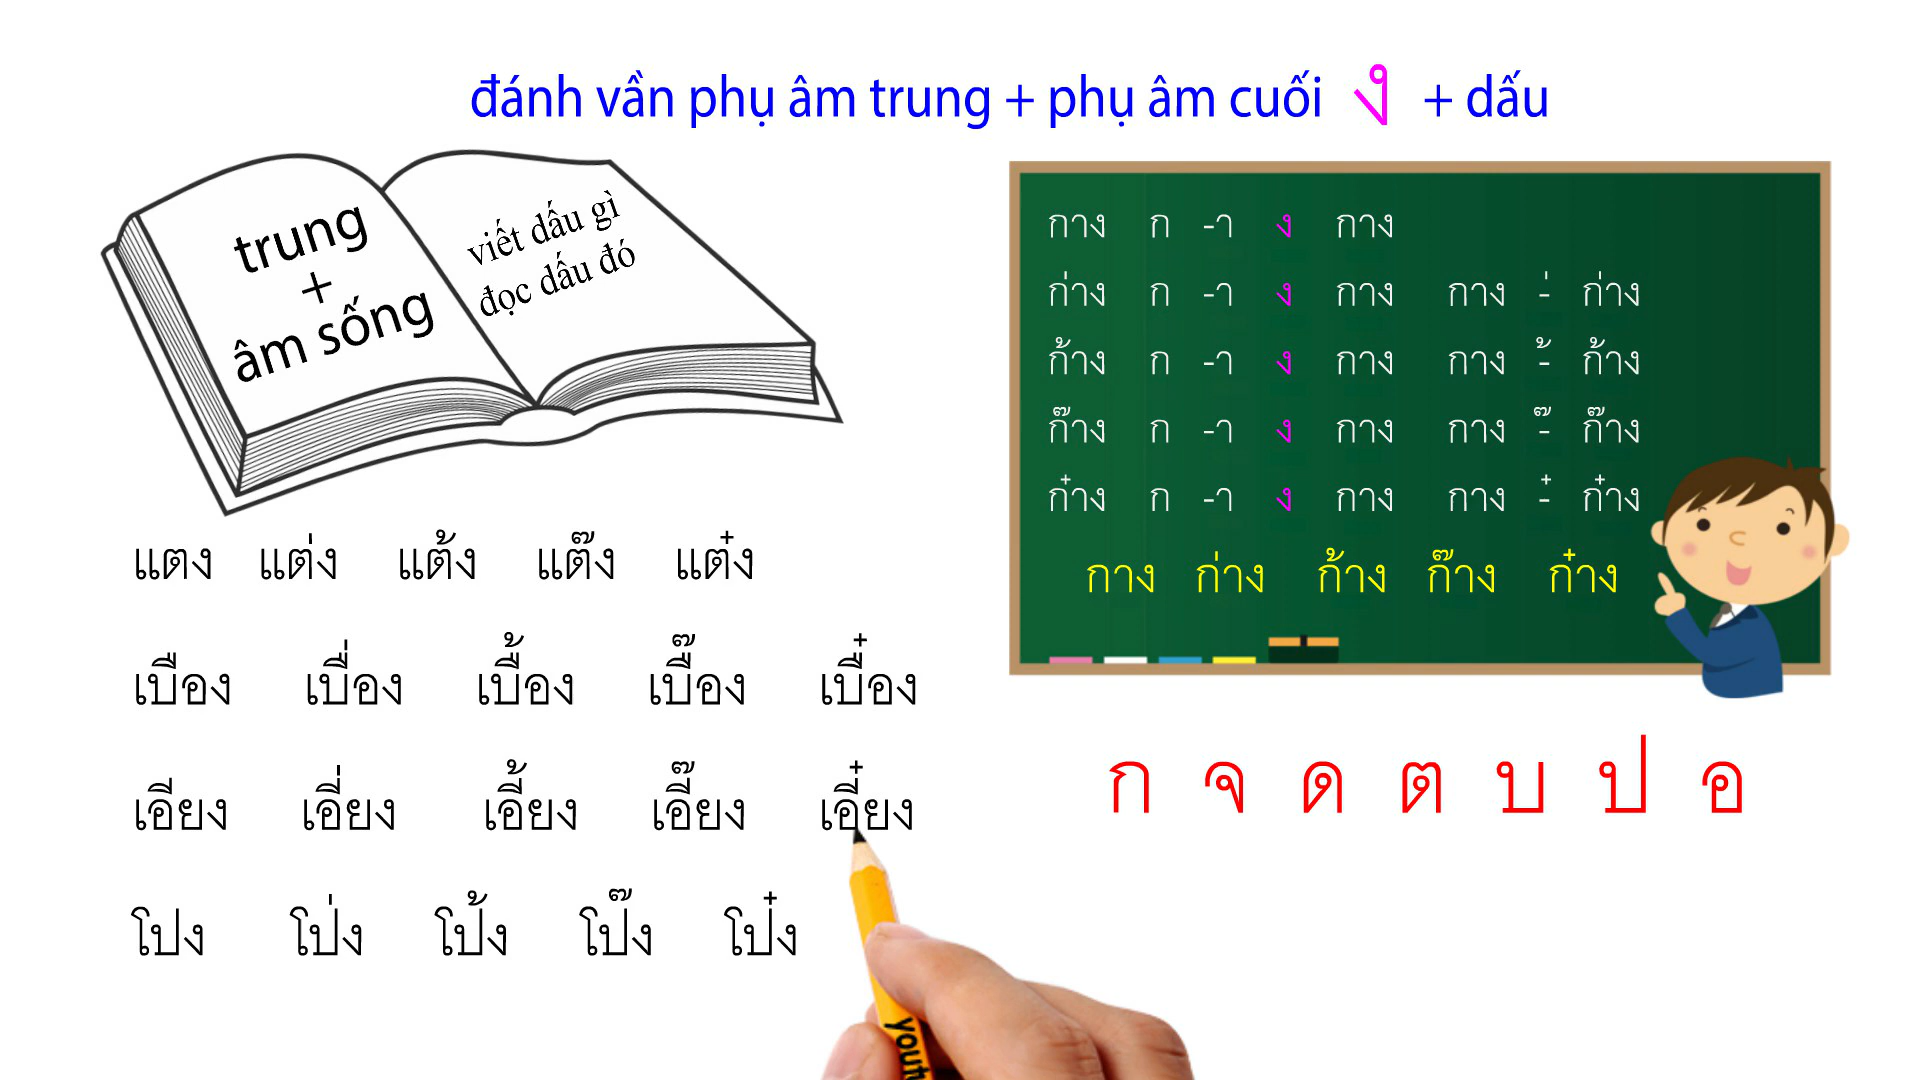 đánh vần phụ âm trung + phụ âm cuối ง + dấu
trung
+
âm sống
viết dấu gì
đọc dấu đó
กาง ก -า ง กาง
ก่าง ก -า ง กาง กาง -่ ก่าง
ก้าง ก -า ง กาง กาง -้ ก้าง
ก๊าง ก -า ง กาง กาง -๊ ก๊าง
ก๋าง ก -า ง กาง กาง -๋ ก๋าง
กาง ก่าง ก้าง ก๊าง ก๋าง
แตง แต่ง แต้ง แต๊ง แต๋ง
เบือง เบื่อง เบื้อง เบื๊อง เบื๋อง
เอียง เอี่ยง เอี้ยง เอี๊ยง เอี๋ยง
โปง โป่ง โป้ง โป๊ง โป๋ง
ก จ ด ต บ ป อ